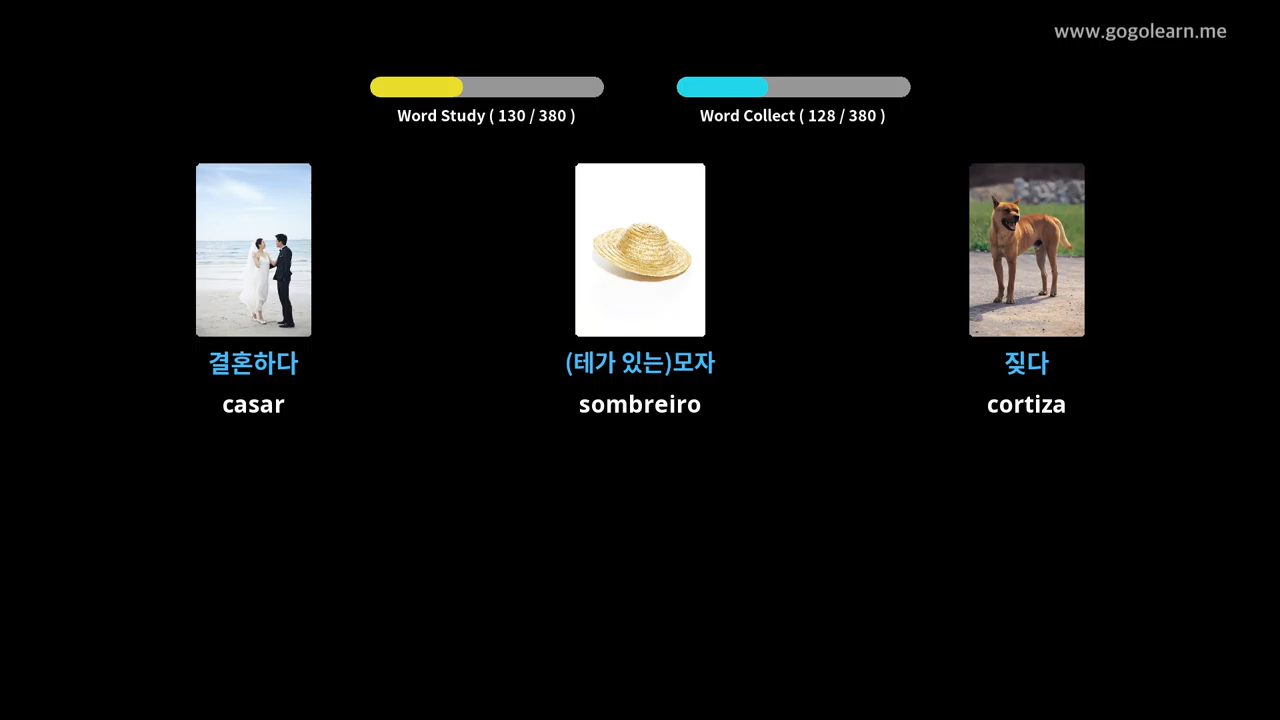 www.gogolearn.me
Word Study ( 130 / 380 )
Word Collect ( 128 / 380 )
결혼하다
(테가 있는)모자
짖다
casar
sombreiro
cortiza